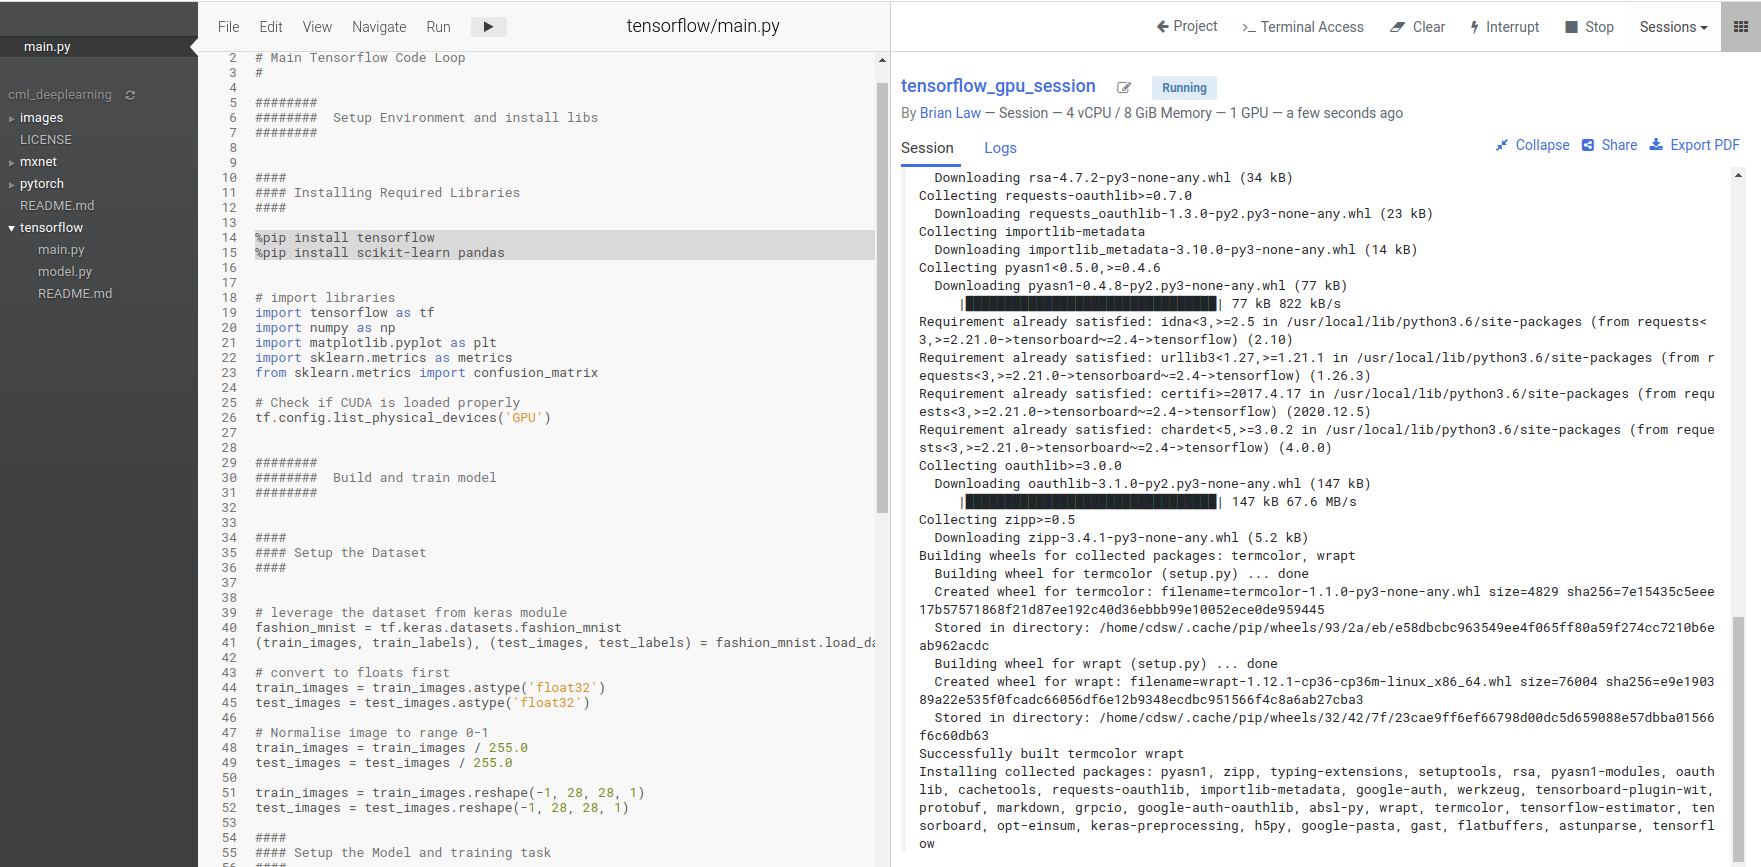 main.py
cml_deeplearning
images
LICENSE
mxnet
pytorch
README.md
tensorflow
main.py
model.py
README.md
File Edit View Navigate Run
tensorflow/main.py
2 # Main Tensorflow Code Loop
3 #
4
5 ########
6 ######## Setup Environment and install libs
7 ########
8
9
10 ####
11 #### Installing Required Libraries
12 ####
13
14 %pip install tensorflow
15 %pip install scikit-learn pandas
16
17
18 # import libraries
19 import tensorflow as tf
20 import numpy as np
21 import matplotlib.pyplot as plt
22 import sklearn.metrics as metrics
23 from sklearn.metrics import confusion_matrix
24
25 # Check if CUDA is loaded properly
26 tf.config.list_physical_devices('GPU')
27
28
29 ########
30 ######## Build and train model
31 ########
32
33
34 ####
35 #### Setup the Dataset
36 ####
37
38
39 # leverage the dataset from keras module
40 fashion_mnist = tf.keras.datasets.fashion_mnist
41 (train_images, train_labels), (test_images, test_labels) = fashion_mnist.load_da
42
43 # convert to floats first
44 train_images = train_images.astype('float32')
45 test_images = test_images.astype('float32')
46
47 # Normalise image to range 0-1
48 train_images = train_images / 255.0
49 test_images = test_images / 255.0
50
51 train_images = train_images.reshape(-1, 28, 28, 1)
52 test_images = test_images.reshape(-1, 28, 28, 1)
53
54 ####
55 #### Setup the Model and training task
Project Terminal Access Clear Interrupt Stop Sessions
tensorflow_gpu_session Running
By Brian Law — Session — 4 vCPU / 8 GiB Memory — 1 GPU — a few seconds ago
Session Logs Collapse Share Export PDF
Downloading rsa-4.7.2-py3-none-any.whl (34 kB)
Collecting requests-oauthlib>=0.7.0
Downloading requests_oauthlib-1.3.0-py2.py3-none-any.whl (23 kB)
Collecting importlib-metadata
Downloading importlib_metadata-3.10.0-py3-none-any.whl (14 kB)
Collecting pyasn1<0.5.0,>=0.4.6
Downloading pyasn1-0.4.8-py2.py3-none-any.whl (77 kB)
|████████████████████████████████| 77 kB 822 kB/s
Requirement already satisfied: idna<3,>=2.5 in /usr/local/lib/python3.6/site-packages (from requests<
3,>=2.21.0->tensorboard~=2.4->tensorflow) (2.10)
Requirement already satisfied: urllib3<1.27,>=1.21.1 in /usr/local/lib/python3.6/site-packages (from r
equests<3,>=2.21.0->tensorboard~=2.4->tensorflow) (1.26.3)
Requirement already satisfied: certifi>=2017.4.17 in /usr/local/lib/python3.6/site-packages (from requ
ests<3,>=2.21.0->tensorboard~=2.4->tensorflow) (2020.12.5)
Requirement already satisfied: chardet<5,>=3.0.2 in /usr/local/lib/python3.6/site-packages (from reque
sts<3,>=2.21.0->tensorboard~=2.4->tensorflow) (4.0.0)
Collecting oauthlib>=3.0.0
Downloading oauthlib-3.1.0-py2.py3-none-any.whl (147 kB)
|████████████████████████████████| 147 kB 67.6 MB/s
Collecting zipp>=0.5
Downloading zipp-3.4.1-py3-none-any.whl (5.2 kB)
Building wheels for collected packages: termcolor, wrapt
Building wheel for termcolor (setup.py) ... done
Created wheel for termcolor: filename=termcolor-1.1.0-py3-none-any.whl size=4829 sha256=7e15435c5eee
17b57571868f21d87ee192c40d36ebbb99e10052ece0de959445
Stored in directory: /home/cdsw/.cache/pip/wheels/93/2a/eb/e58dbcbc963549ee4f065ff80a59f274cc7210b6e
ab962acdc
Building wheel for wrapt (setup.py) ... done
Created wheel for wrapt: filename=wrapt-1.12.1-cp36-cp36m-linux_x86_64.whl size=76004 sha256=e9e1903
89a22e535f0fcadc66056df6e12b9348ecdbc951566f4c8a6ab27cba3
Stored in directory: /home/cdsw/.cache/pip/wheels/32/42/7f/23cae9ff6ef66798d00dc5d659088e57dbba01566
f6c60db63
Successfully built termcolor wrapt
Installing collected packages: pyasn1, zipp, typing-extensions, setuptools, rsa, pyasn1-modules, oauth
lib, cachetools, requests-oauthlib, importlib-metadata, google-auth, werkzeug, tensorboard-plugin-wit,
protobuf, markdown, grpcio, google-auth-oauthlib, absl-py, wrapt, termcolor, tensorflow-estimator, ten
sorboard, opt-einsum, keras-preprocessing, h5py, google-pasta, gast, flatbuffers, astunparse, tensorfl
ow